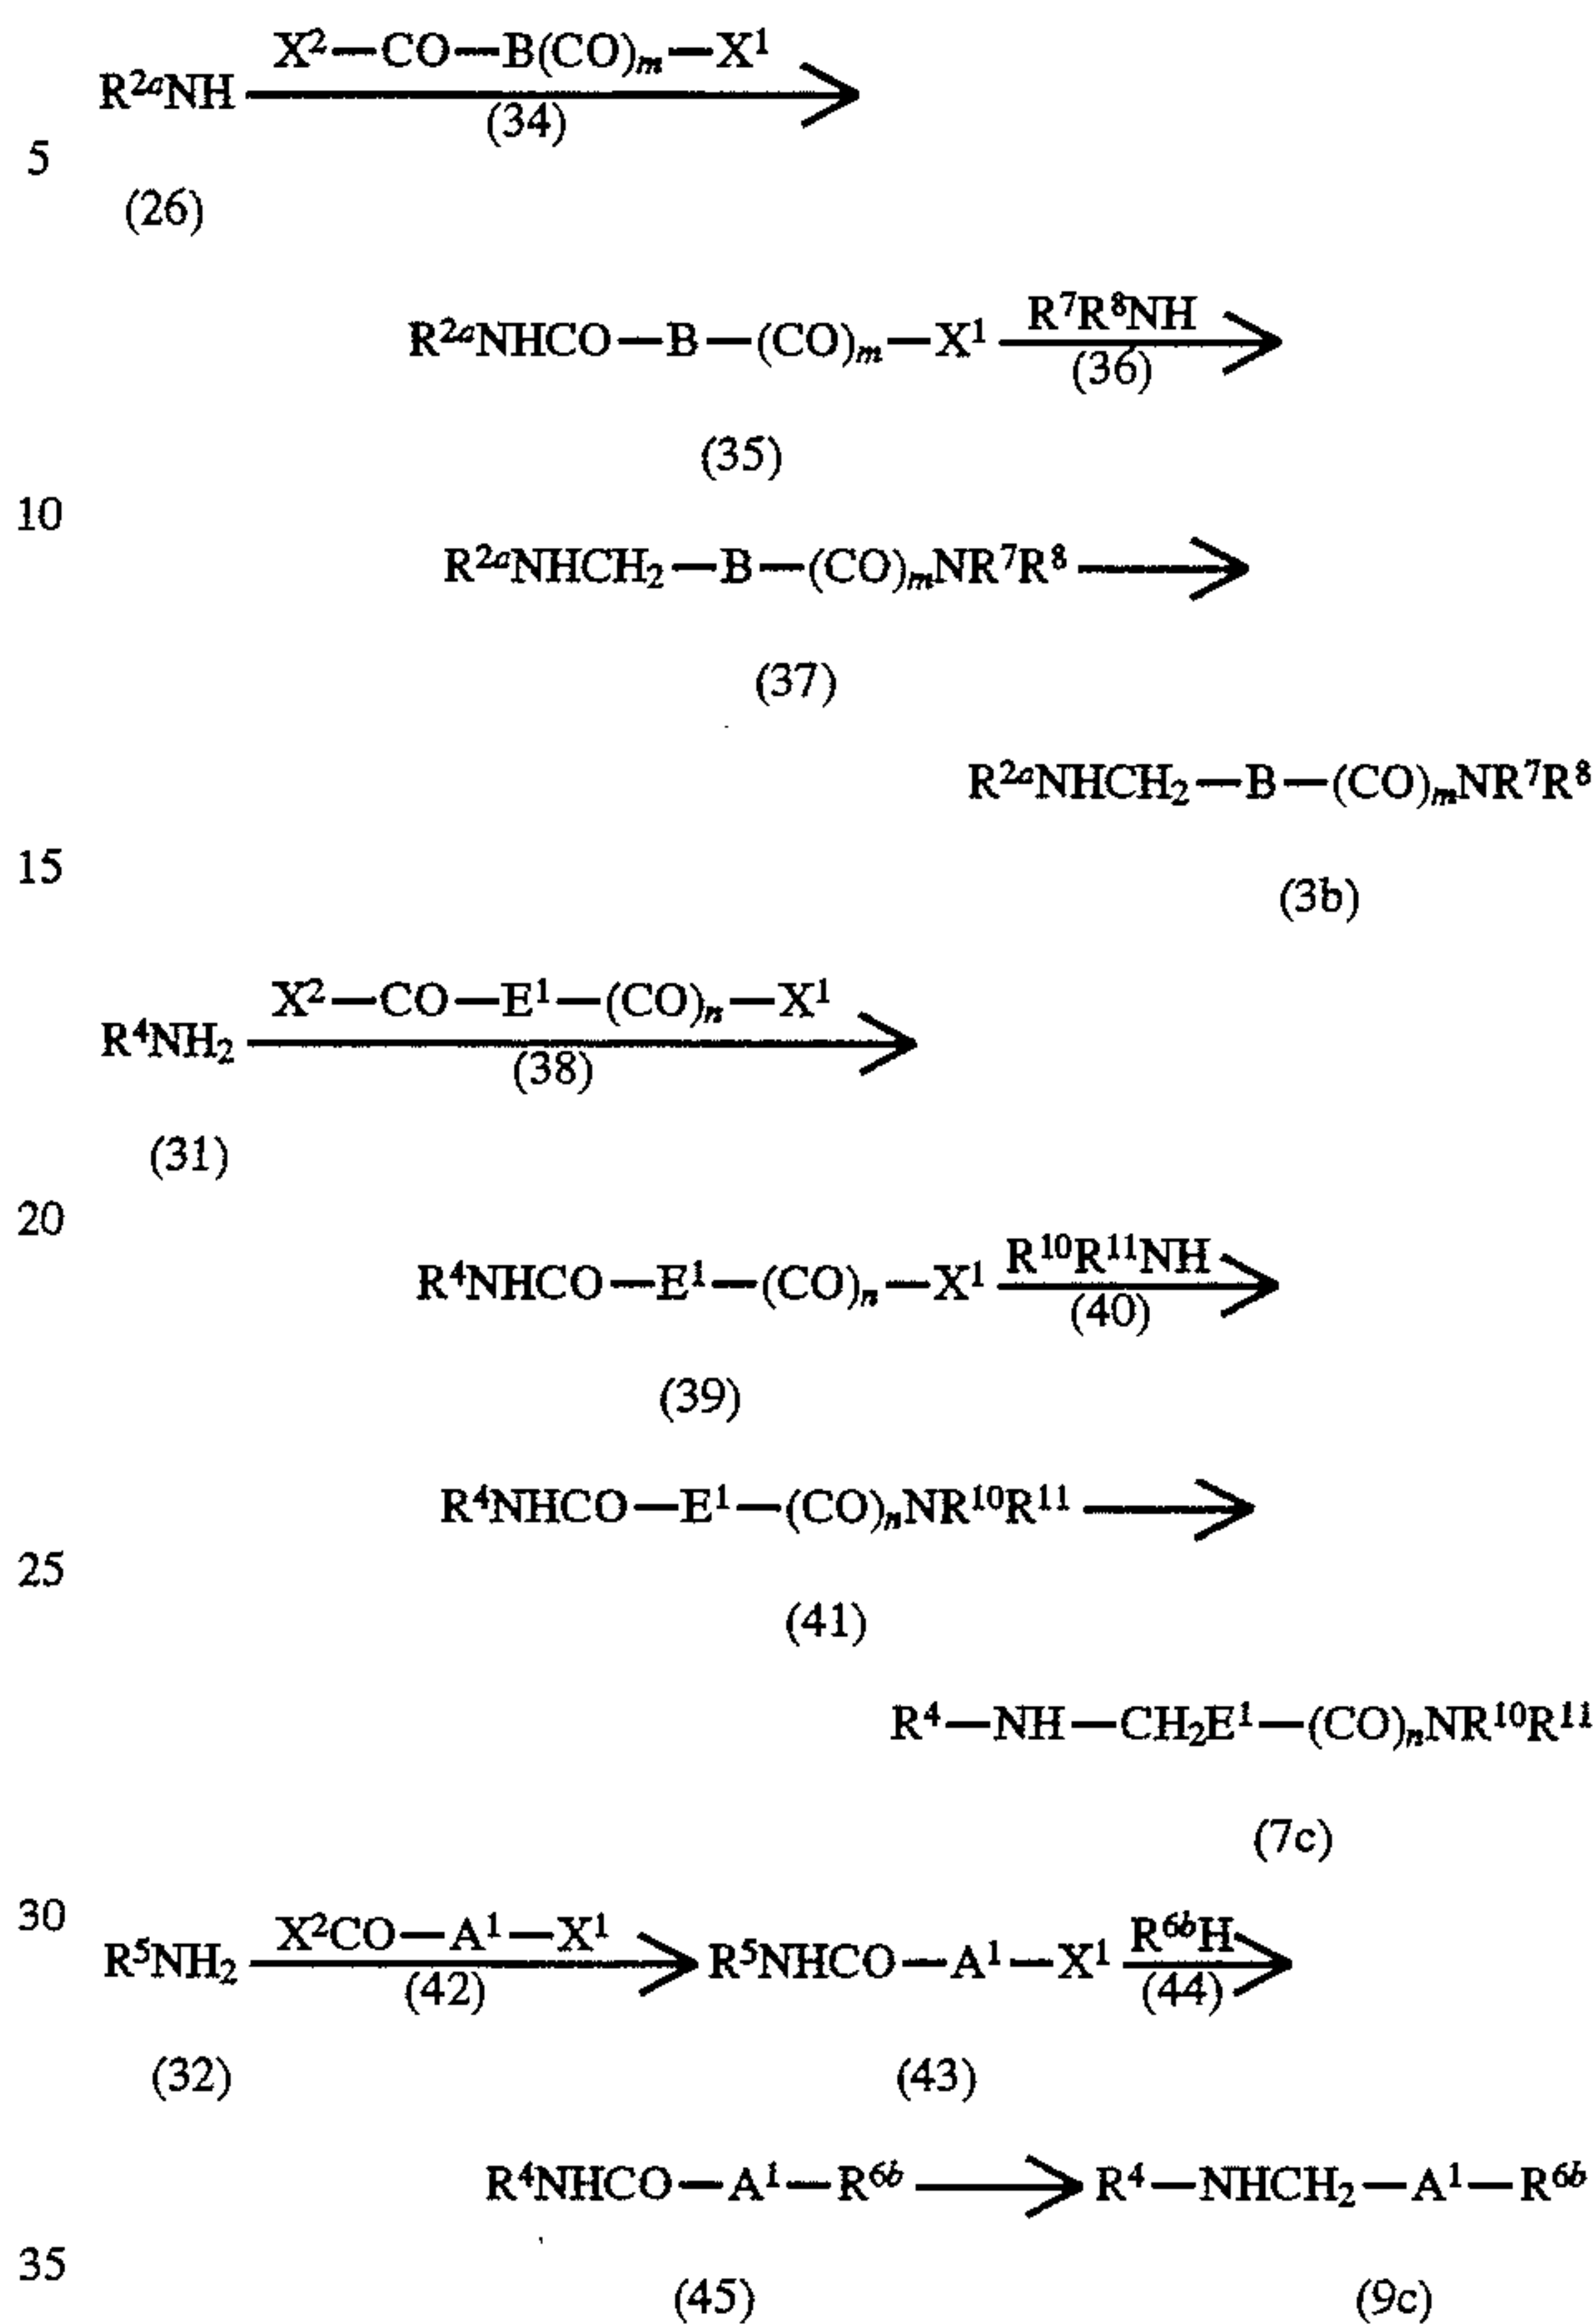 X²—CO—B(CO)ₘ—X¹
R²ᵃNH
(34)
5
(26)
R²ᵃNHCO—B—(CO)ₘ—X¹ R⁷R⁸NH
(36)
(35)
10
R²ᵃNHCH₂—B—(CO)ₘNR⁷R⁸
(37)
R²ᵃNHCH₂—B—(CO)ₘNR⁷R⁸
15
(3b)
X²—CO—E¹—(CO)ₙ—X¹
R⁴NH₂
(38)
(31)
20
R⁴NHCO—E¹—(CO)ₙ—X¹ R¹⁰R¹¹NH
(40)
(39)
R⁴NHCO—E¹—(CO)ₙNR¹⁰R¹¹
25
(41)
R⁴—NH—CH₂E¹—(CO)ₙNR¹⁰R¹¹
(7c)
30
R⁵NH₂ X²CO—A¹—X¹ R⁵NHCO—A¹—X¹ R⁶ᵇH
(42) (44)
(32) (43)
R⁴NHCO—A¹—R⁶ᵇ R⁴—NHCH₂—A¹—R⁶ᵇ
35
(45) (9c)